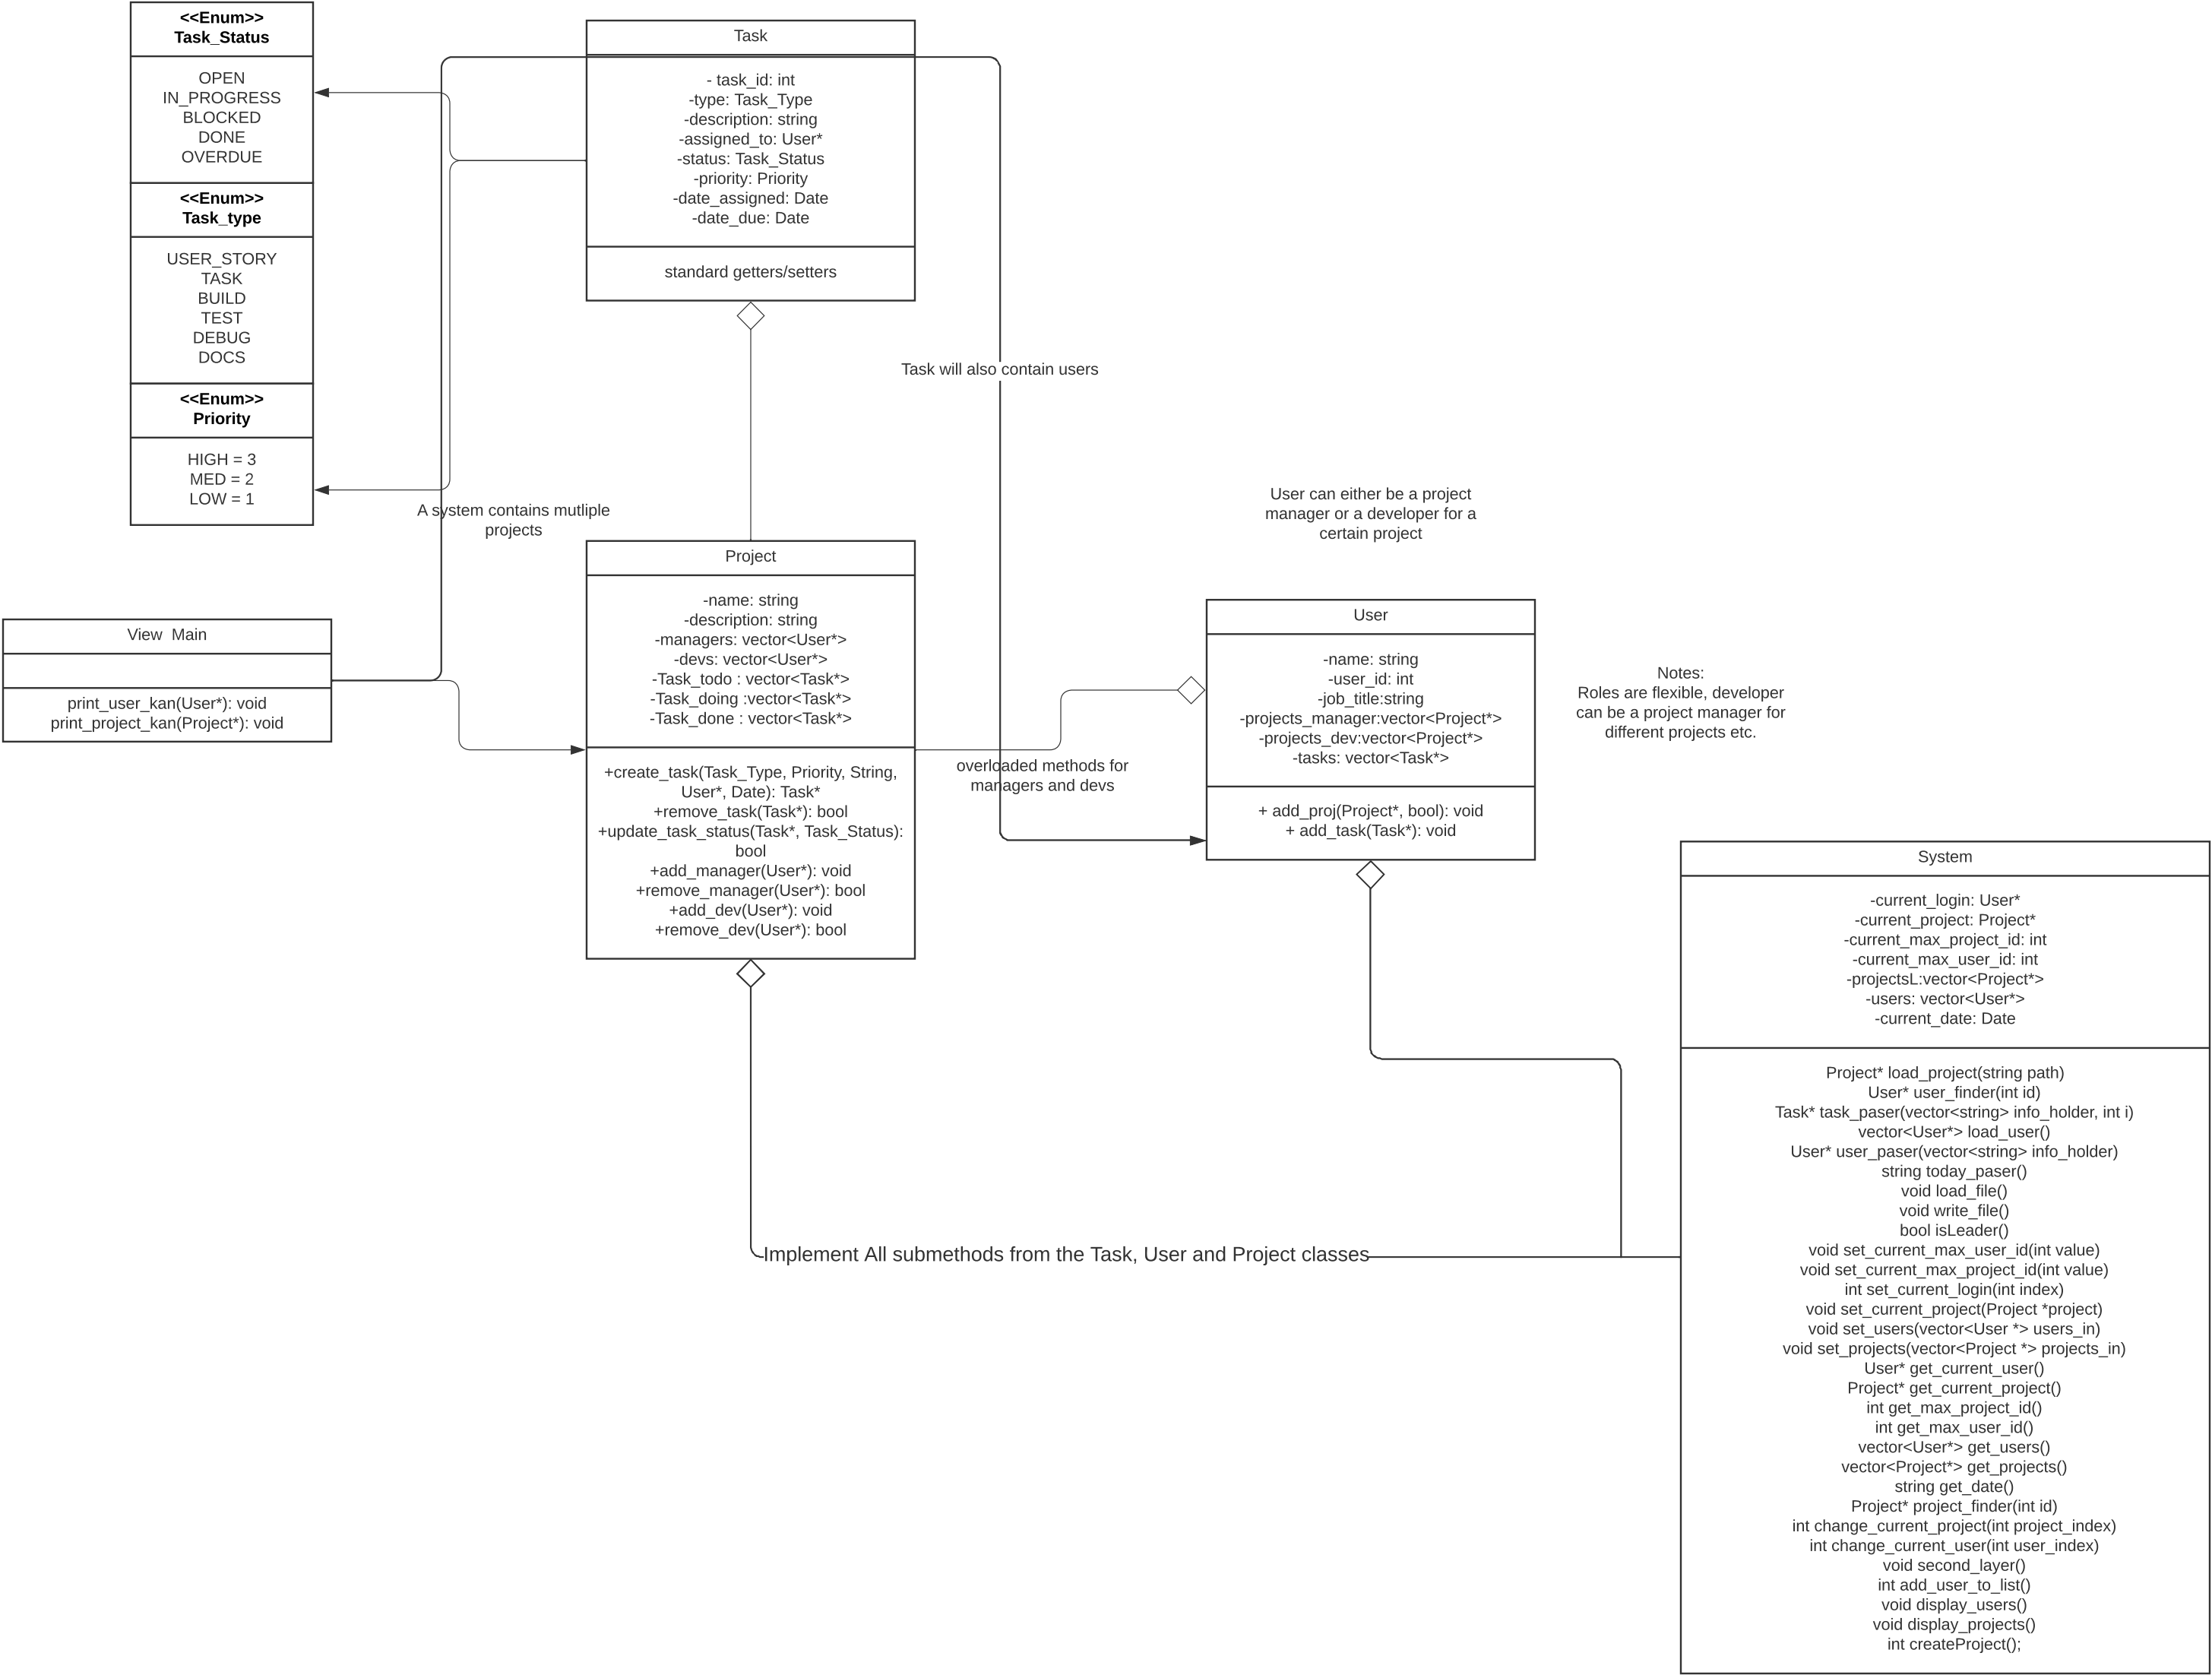 <<Enum>>
Task_Status
OPEN
IN_PROGRESS
BLOCKED
DONE
OVERDUE
<<Enum>>
Task_type
USER_STORY
TASK
BUILD
TEST
DEBUG
DOCS
<<Enum>>
Priority
HIGH = 3
MED = 2
LOW = 1
Task
- task_id: int
-type: Task_Type
-description: string
-assigned_to: User*
-status: Task_Status
-priority: Priority
-date_assigned: Date
-date_due: Date
standard getters/setters
Task will also contain users
A system contains mutliple
projects
User can either be a project
manager or a developer for a
certain project
View  Main
print_user_kan(User*): void
print_project_kan(Project*): void
Project
-name: string
-description: string
-managers: vector<User*>
-devs: vector<User*>
-Task_todo : vector<Task*>
-Task_doing :vector<Task*>
-Task_done : vector<Task*>
+create_task(Task_Type, Priority, String,
User*, Date): Task*
+remove_task(Task*): bool
+update_task_status(Task*, Task_Status):
bool
+add_manager(User*): void
+remove_manager(User*): bool
+add_dev(User*): void
+remove_dev(User*): bool
overloaded methods for
managers and devs
User
-name: string
-user_id: int
-job_title:string
-projects_manager:vector<Project*>
-projects_dev:vector<Project*>
-tasks: vector<Task*>
+ add_proj(Project*, bool): void
+ add_task(Task*): void
Notes:
Roles are flexible, developer
can be a project manager for
different projects etc.
Implement All submethods from the Task, User and Project classes
System
-current_login: User*
-current_project: Project*
-current_max_project_id: int
-current_max_user_id: int
-projectsL:vector<Project*>
-users: vector<User*>
-current_date: Date
Project* load_project(string path)
User* user_finder(int id)
Task* task_paser(vector<string> info_holder, int i)
vector<User*> load_user()
User* user_paser(vector<string> info_holder)
string today_paser()
void load_file()
void write_file()
bool isLeader()
void set_current_max_user_id(int value)
void set_current_max_project_id(int value)
int set_current_login(int index)
void set_current_project(Project *project)
void set_users(vector<User *> users_in)
void set_projects(vector<Project *> projects_in)
User* get_current_user()
Project* get_current_project()
int get_max_project_id()
int get_max_user_id()
vector<User*> get_users()
vector<Project*> get_projects()
string get_date()
Project* project_finder(int id)
int change_current_project(int project_index)
int change_current_user(int user_index)
void second_layer()
int add_user_to_list()
void display_users()
void display_projects()
int createProject();